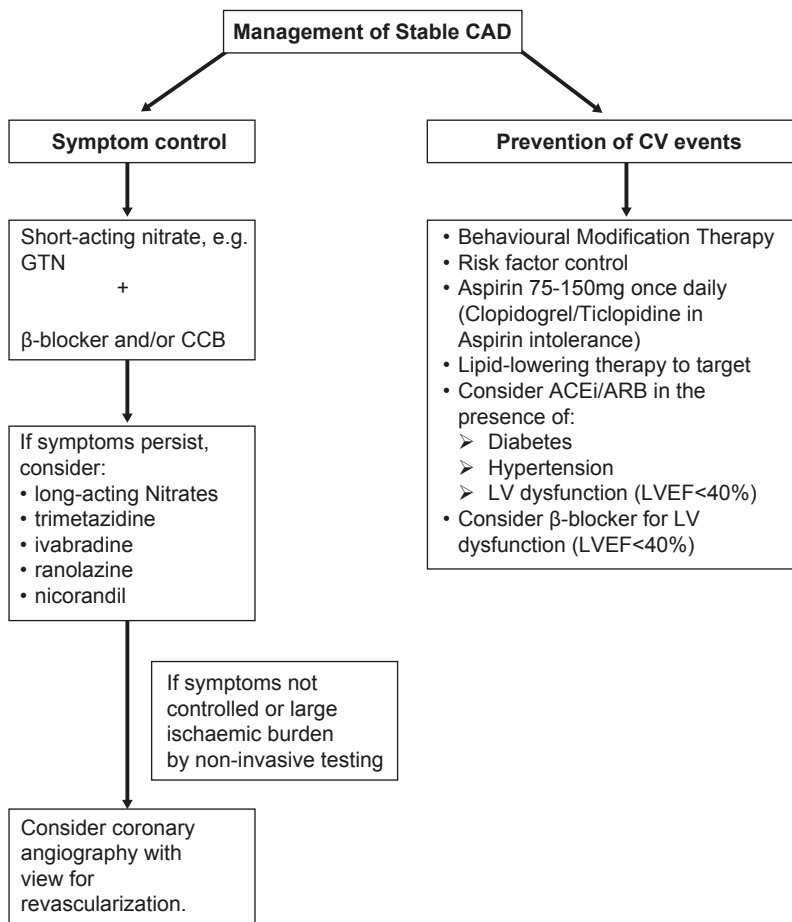 Management of Stable CAD
Symptom control
Short-acting nitrate, e.g.
GTN
+
β-blocker and/or CCB
If symptoms persist,
consider:
• long-acting Nitrates
• trimetazidine
• ivabradine
• ranolazine
• nicorandil
If symptoms not
controlled or large
ischaemic burden
by non-invasive testing
Consider coronary
angiography with
view for
revascularization.
Prevention of CV events
• Behavioural Modification Therapy
• Risk factor control
• Aspirin 75-150mg once daily
(Clopidogrel/Ticlopidine in
Aspirin intolerance)
• Lipid-lowering therapy to target
• Consider ACEi/ARB in the
presence of:
➢ Diabetes
➢ Hypertension
➢ LV dysfunction (LVEF<40%)
• Consider β-blocker for LV
dysfunction (LVEF<40%)